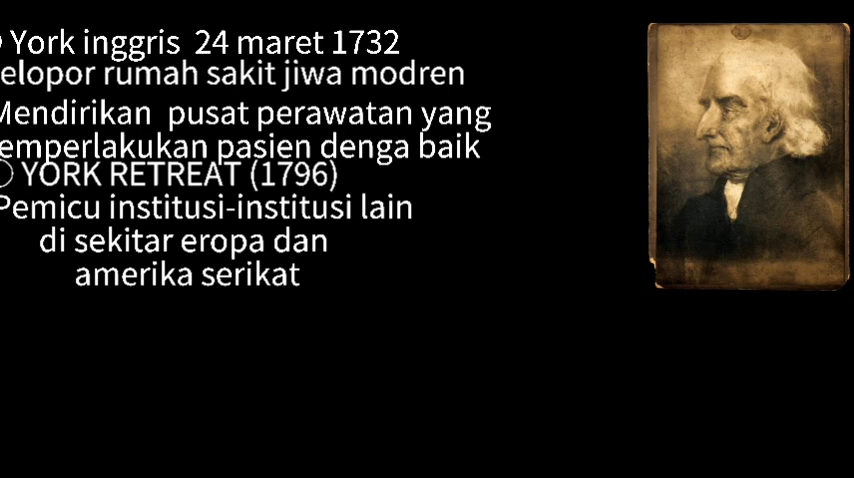 York inggris 24 maret 1732
elopor rumah sakit jiwa modren
Mendirikan pusat perawatan yang
emperlakukan pasien denga baik
○ YORK RETREAT (1796)
Pemicu institusi-institusi lain
di sekitar eropa dan
amerika serikat